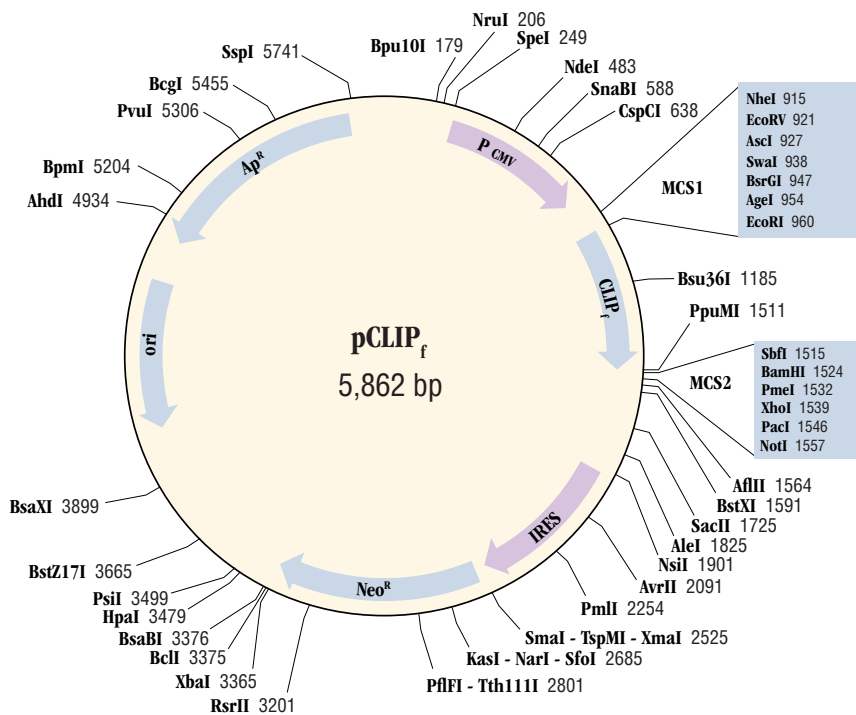 NruI 206
SpeI 249
Bpu10I 179
SspI 5741
NdeI 483
BcgI 5455
SnaBI 588
PvuI 5306
CspCI 638
NheI 915
EcoRV 921
AscI 927
SwaI 938
BsrGI 947
AgeI 954
EcoRI 960
MCS1
BpmI 5204
AhdI 4934
Ap^R
P CMV
Bsu36I 1185
CLIP_f
PpuMI 1511
ori
pCLIP_f
5,862 bp
SbfI 1515
BamHI 1524
PmeI 1532
XhoI 1539
PacI 1546
NotI 1557
MCS2
AflII 1564
BstXI 1591
SacII 1725
AleI 1825
NsiI 1901
AvrII 2091
PmlI 2254
IRES
Neo^R
BsaXI 3899
BstZ17I 3665
PsiI 3499
HpaI 3479
BsaBI 3376
BclI 3375
XbaI 3365
RsrII 3201
SmaI - TspMI - XmaI 2525
KasI - NarI - SfoI 2685
PflFI - Tth111I 2801